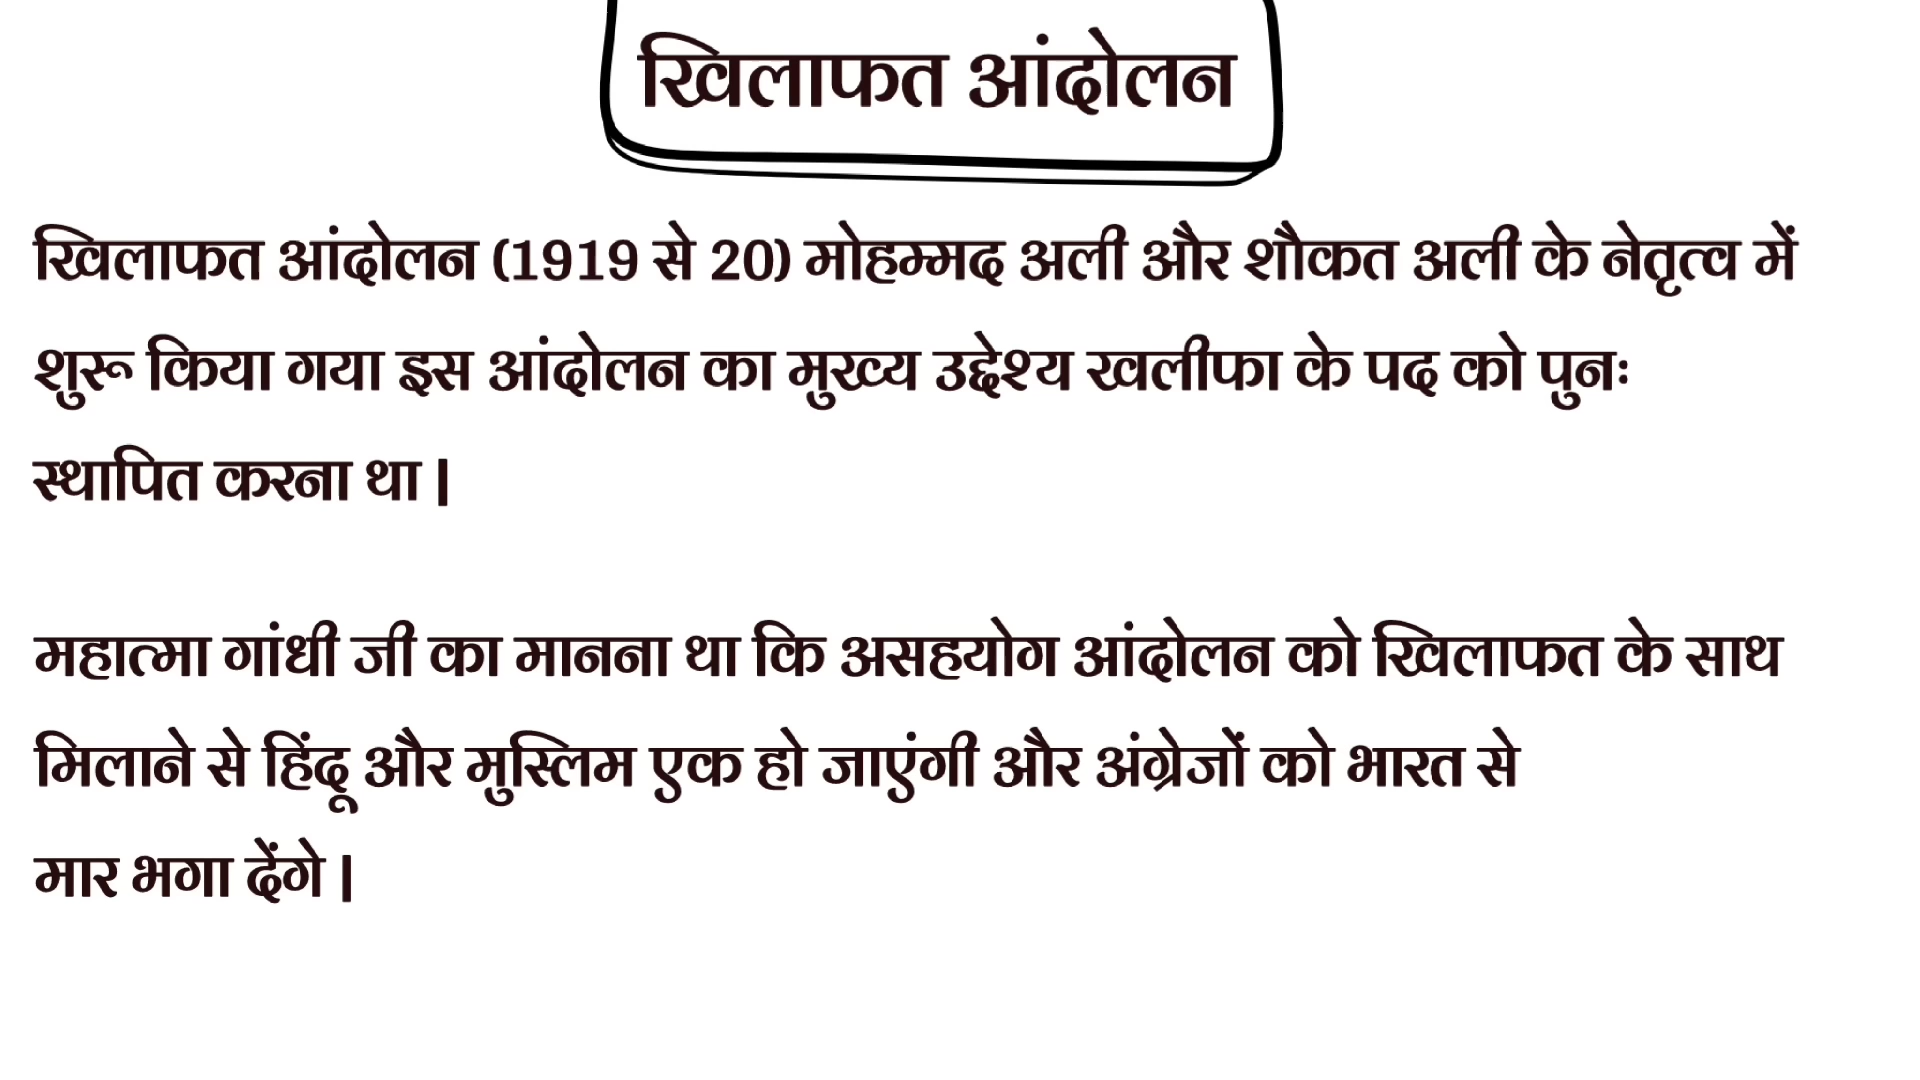 खिलाफत आंदोलन
खिलाफत आंदोलन (1919 से 20) मोहम्मद अली और शौकत अली के नेतृत्व में
शुरू किया गया इस आंदोलन का मुख्य उद्देश्य खलीफा के पद को पुनः
स्थापित करना था |
महात्मा गांधी जी का मानना था कि असहयोग आंदोलन को खिलाफत के साथ
मिलाने से हिंदू और मुस्लिम एक हो जाएंगी और अंग्रेजों को भारत से
मार भगा देंगे |